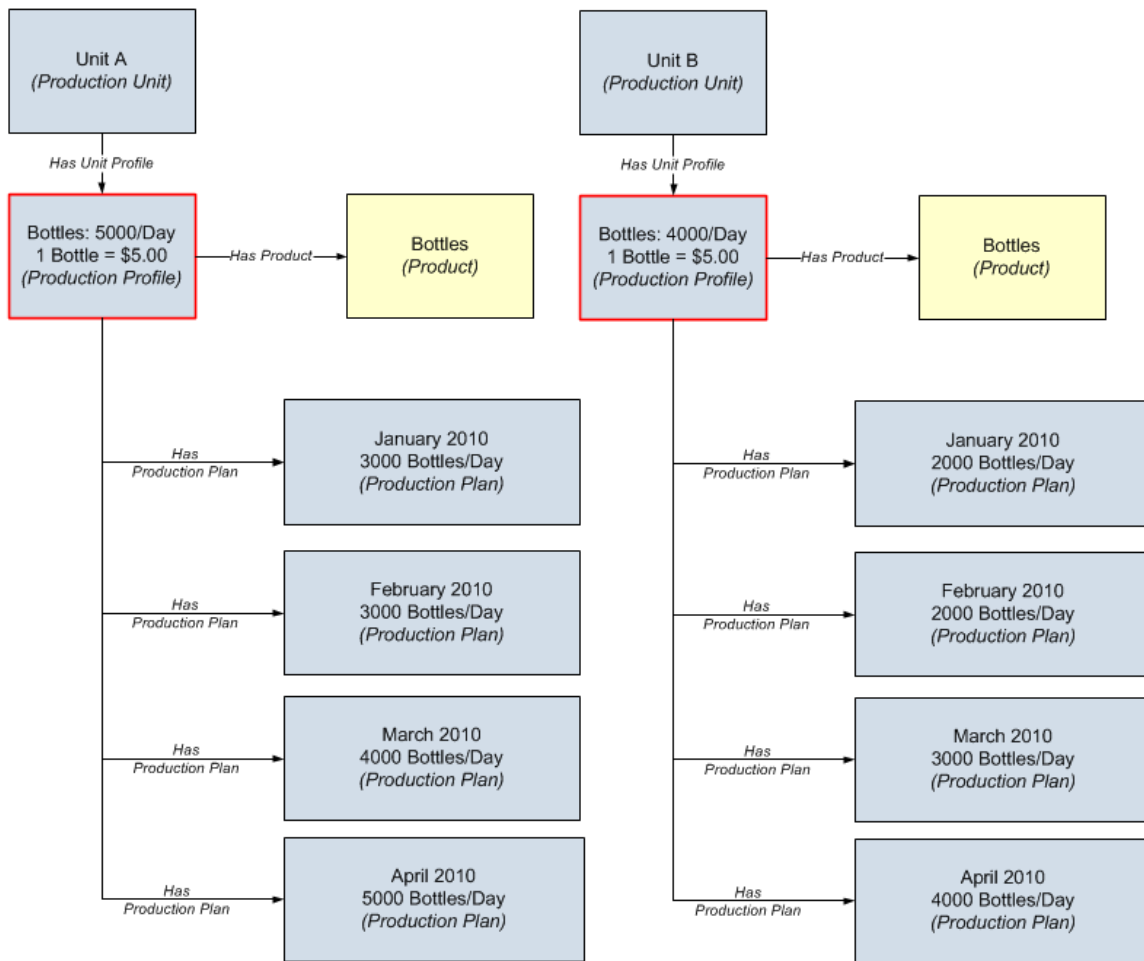 Unit A
(Production Unit)
Has Unit Profile
Bottles: 5000/Day
1 Bottle = $5.00
(Production Profile)
Has Product
Bottles
(Product)
Has
Production Plan
January 2010
3000 Bottles/Day
(Production Plan)
Has
Production Plan
February 2010
3000 Bottles/Day
(Production Plan)
Has
Production Plan
March 2010
4000 Bottles/Day
(Production Plan)
Has
Production Plan
April 2010
5000 Bottles/Day
(Production Plan)
Unit B
(Production Unit)
Has Unit Profile
Bottles: 4000/Day
1 Bottle = $5.00
(Production Profile)
Has Product
Bottles
(Product)
Has
Production Plan
January 2010
2000 Bottles/Day
(Production Plan)
Has
Production Plan
February 2010
2000 Bottles/Day
(Production Plan)
Has
Production Plan
March 2010
3000 Bottles/Day
(Production Plan)
Has
Production Plan
April 2010
4000 Bottles/Day
(Production Plan)